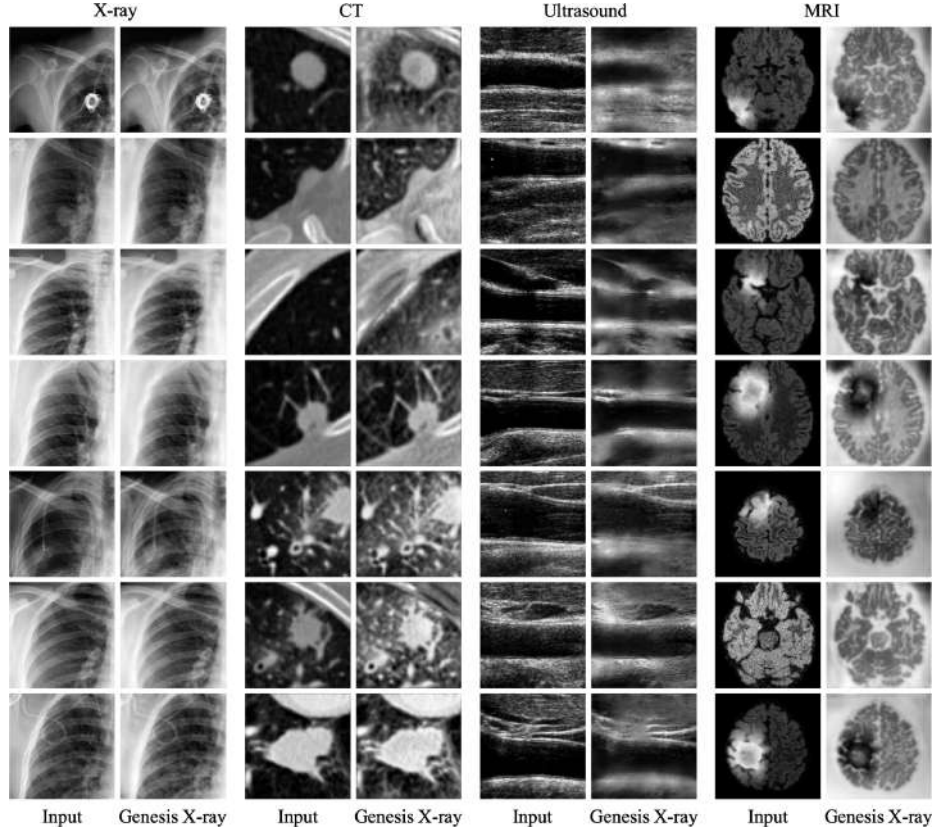 X-ray CT Ultrasound MRI
Input Genesis X-ray Input Genesis X-ray Input Genesis X-ray Input Genesis X-ray